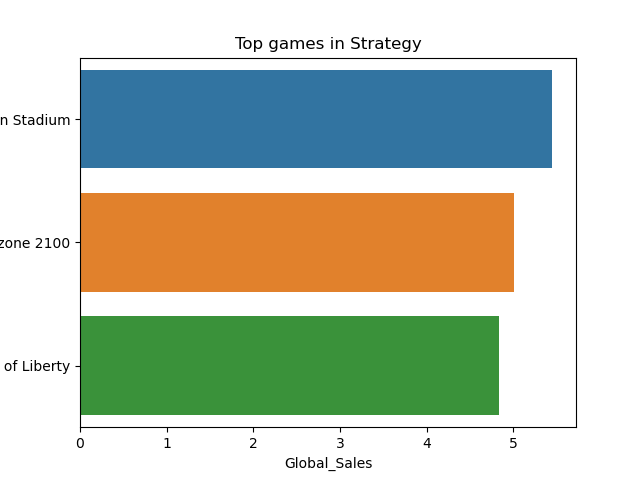 Top games in Strategy
n Stadium
zone 2100
of Liberty
0 1 2 3 4 5
Global_Sales